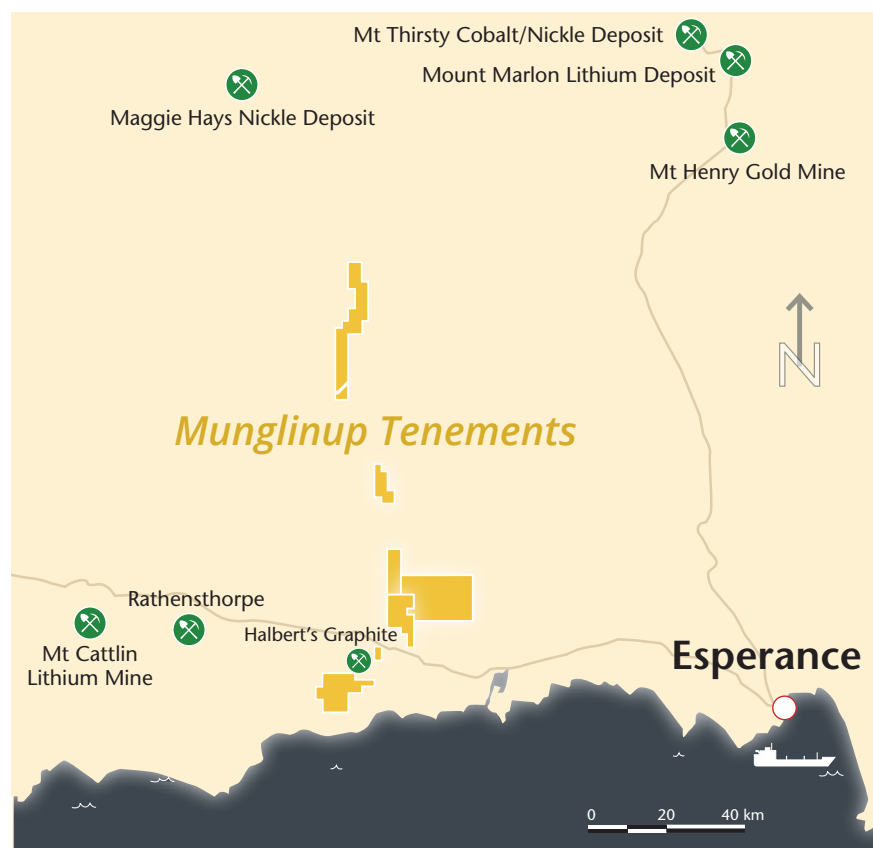 Mt Thirsty Cobalt/Nickle Deposit
Mount Marlon Lithium Deposit
Maggie Hays Nickle Deposit
Mt Henry Gold Mine
N
Munglinup Tenements
Rathensthorpe
Halbert's Graphite
Mt Cattlin
Lithium Mine
Esperance
0 20 40 km